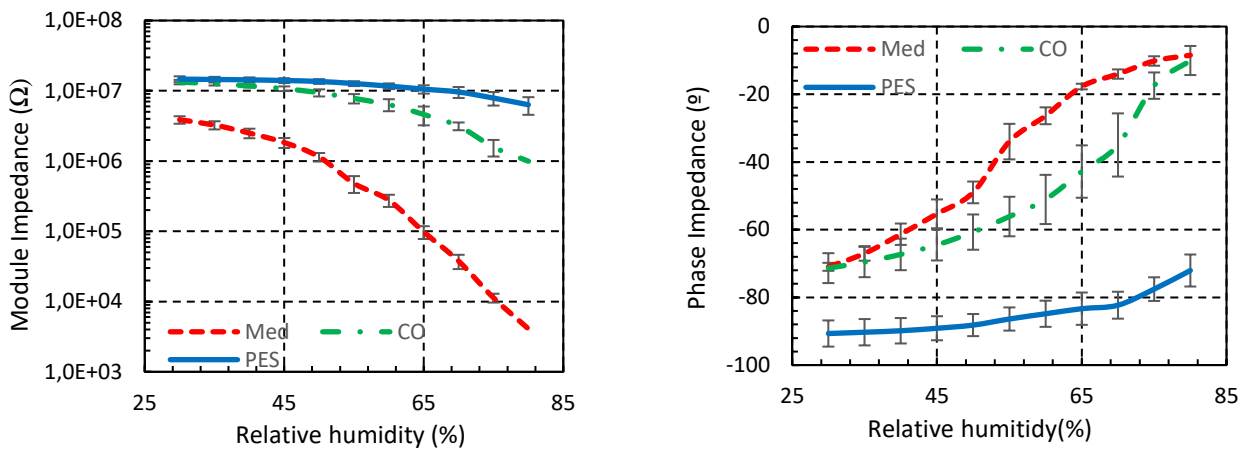 Module Impedance (Ω)
1,0E+08
1,0E+07
1,0E+06
1,0E+05
1,0E+04
1,0E+03
Med
CO
PES
25 45 65 85
Relative humidity (%)
Phase Impedance (º)
0
-20
-40
-60
-80
-100
Med
CO
PES
25 45 65 85
Relative humitidy(%)